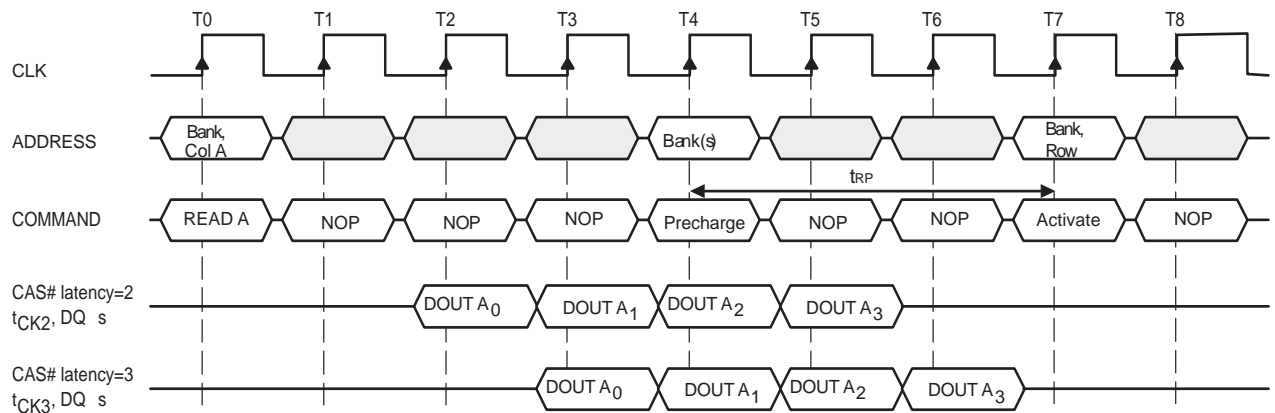 T0 T1 T2 T3 T4 T5 T6 T7 T8
CLK
ADDRESS
Bank,
Col A
Bank(s)
Bank,
Row
tRP
COMMAND
READ A NOP NOP NOP Precharge NOP NOP Activate NOP
CAS# latency=2
tCK2, DQ s
DOUT A0 DOUT A1 DOUT A2 DOUT A3
CAS# latency=3
tCK3, DQ s
DOUT A0 DOUT A1 DOUT A2 DOUT A3